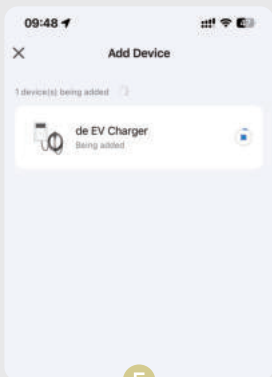 09:48
Add Device
1 device(s) being added
de EV Charger
Being added